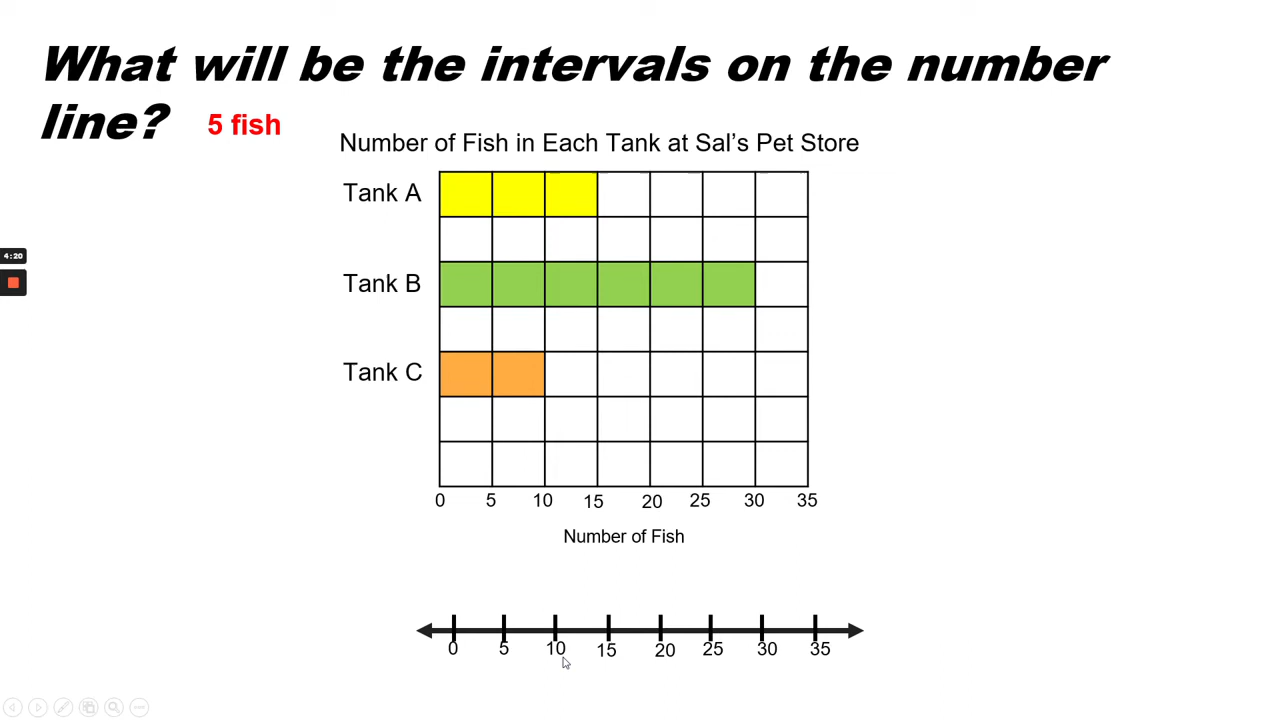 What will be the intervals on the number
line? 5 fish
Number of Fish in Each Tank at Sal's Pet Store
Tank A
4:20
Tank B
Tank C
0 5 10 15 20 25 30 35
Number of Fish
0 5 10 15 20 25 30 35